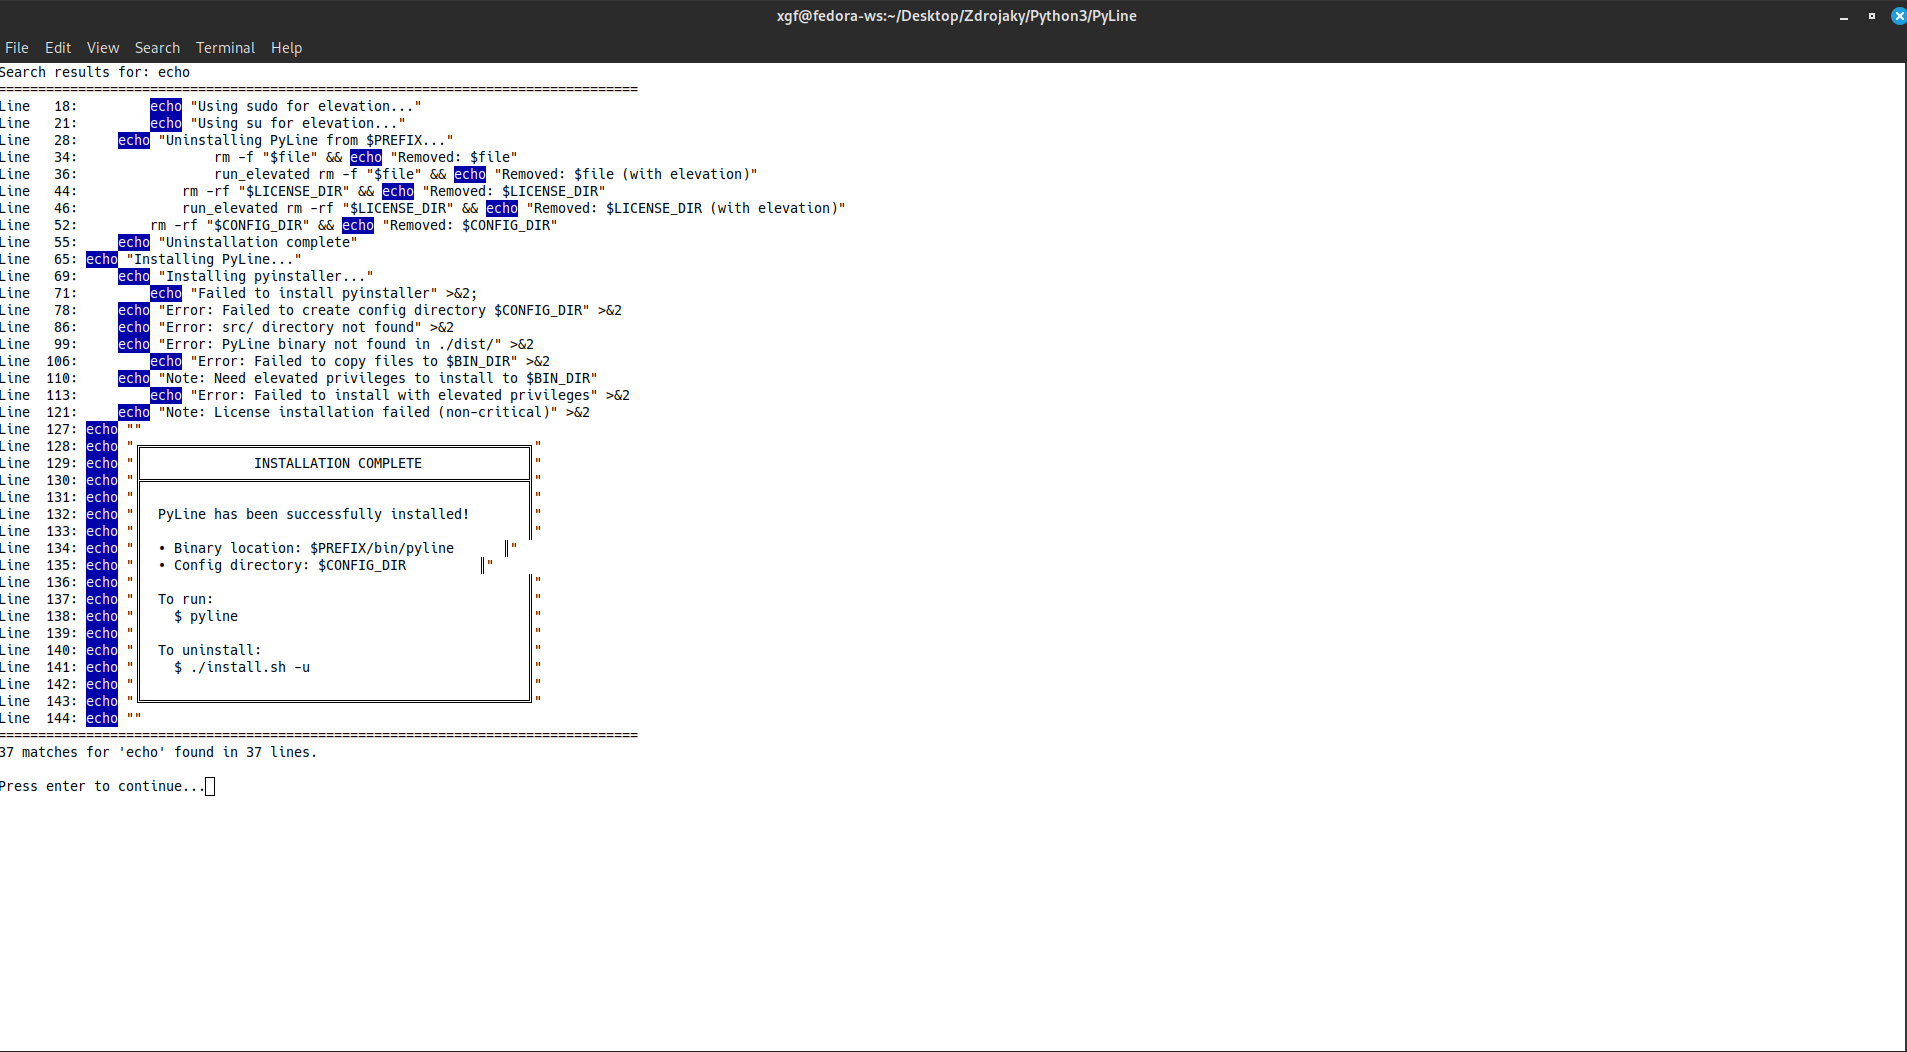 xgf@fedora-ws:~/Desktop/Zdrojaky/Python3/PyLine
File Edit View Search Terminal Help
Search results for: echo
================================================================================
Line   18:         echo "Using sudo for elevation..."
Line   21:         echo "Using su for elevation..."
Line   28:     echo "Uninstalling PyLine from $PREFIX..."
Line   34:                 rm -f "$file" && echo "Removed: $file"
Line   36:                 run_elevated rm -f "$file" && echo "Removed: $file (with elevation)"
Line   44:             rm -rf "$LICENSE_DIR" && echo "Removed: $LICENSE_DIR"
Line   46:             run_elevated rm -rf "$LICENSE_DIR" && echo "Removed: $LICENSE_DIR (with elevation)"
Line   52:         rm -rf "$CONFIG_DIR" && echo "Removed: $CONFIG_DIR"
Line   55:     echo "Uninstallation complete"
Line   65: echo "Installing PyLine..."
Line   69:     echo "Installing pyinstaller..."
Line   71:         echo "Failed to install pyinstaller" >&2;
Line   78:     echo "Error: Failed to create config directory $CONFIG_DIR" >&2
Line   86:     echo "Error: src/ directory not found" >&2
Line   99:     echo "Error: PyLine binary not found in ./dist/" >&2
Line  106:         echo "Error: Failed to copy files to $BIN_DIR" >&2
Line  110:     echo "Note: Need elevated privileges to install to $BIN_DIR"
Line  113:         echo "Error: Failed to install with elevated privileges" >&2
Line  121:     echo "Note: License installation failed (non-critical)" >&2
Line  127: echo ""
Line  128: echo "╔════════════════════════════════════════════════╗"
Line  129: echo "║              INSTALLATION COMPLETE             ║"
Line  130: echo "╠════════════════════════════════════════════════╣"
Line  131: echo "║                                                ║"
Line  132: echo "║  PyLine has been successfully installed!       ║"
Line  133: echo "║                                                ║"
Line  134: echo "║  • Binary location: $PREFIX/bin/pyline      ║"
Line  135: echo "║  • Config directory: $CONFIG_DIR         ║"
Line  136: echo "║                                                ║"
Line  137: echo "║  To run:                                       ║"
Line  138: echo "║    $ pyline                                    ║"
Line  139: echo "║                                                ║"
Line  140: echo "║  To uninstall:                                 ║"
Line  141: echo "║    $ ./install.sh -u                           ║"
Line  142: echo "║                                                ║"
Line  143: echo "╚════════════════════════════════════════════════╝"
Line  144: echo ""
================================================================================
37 matches for 'echo' found in 37 lines.
Press enter to continue...